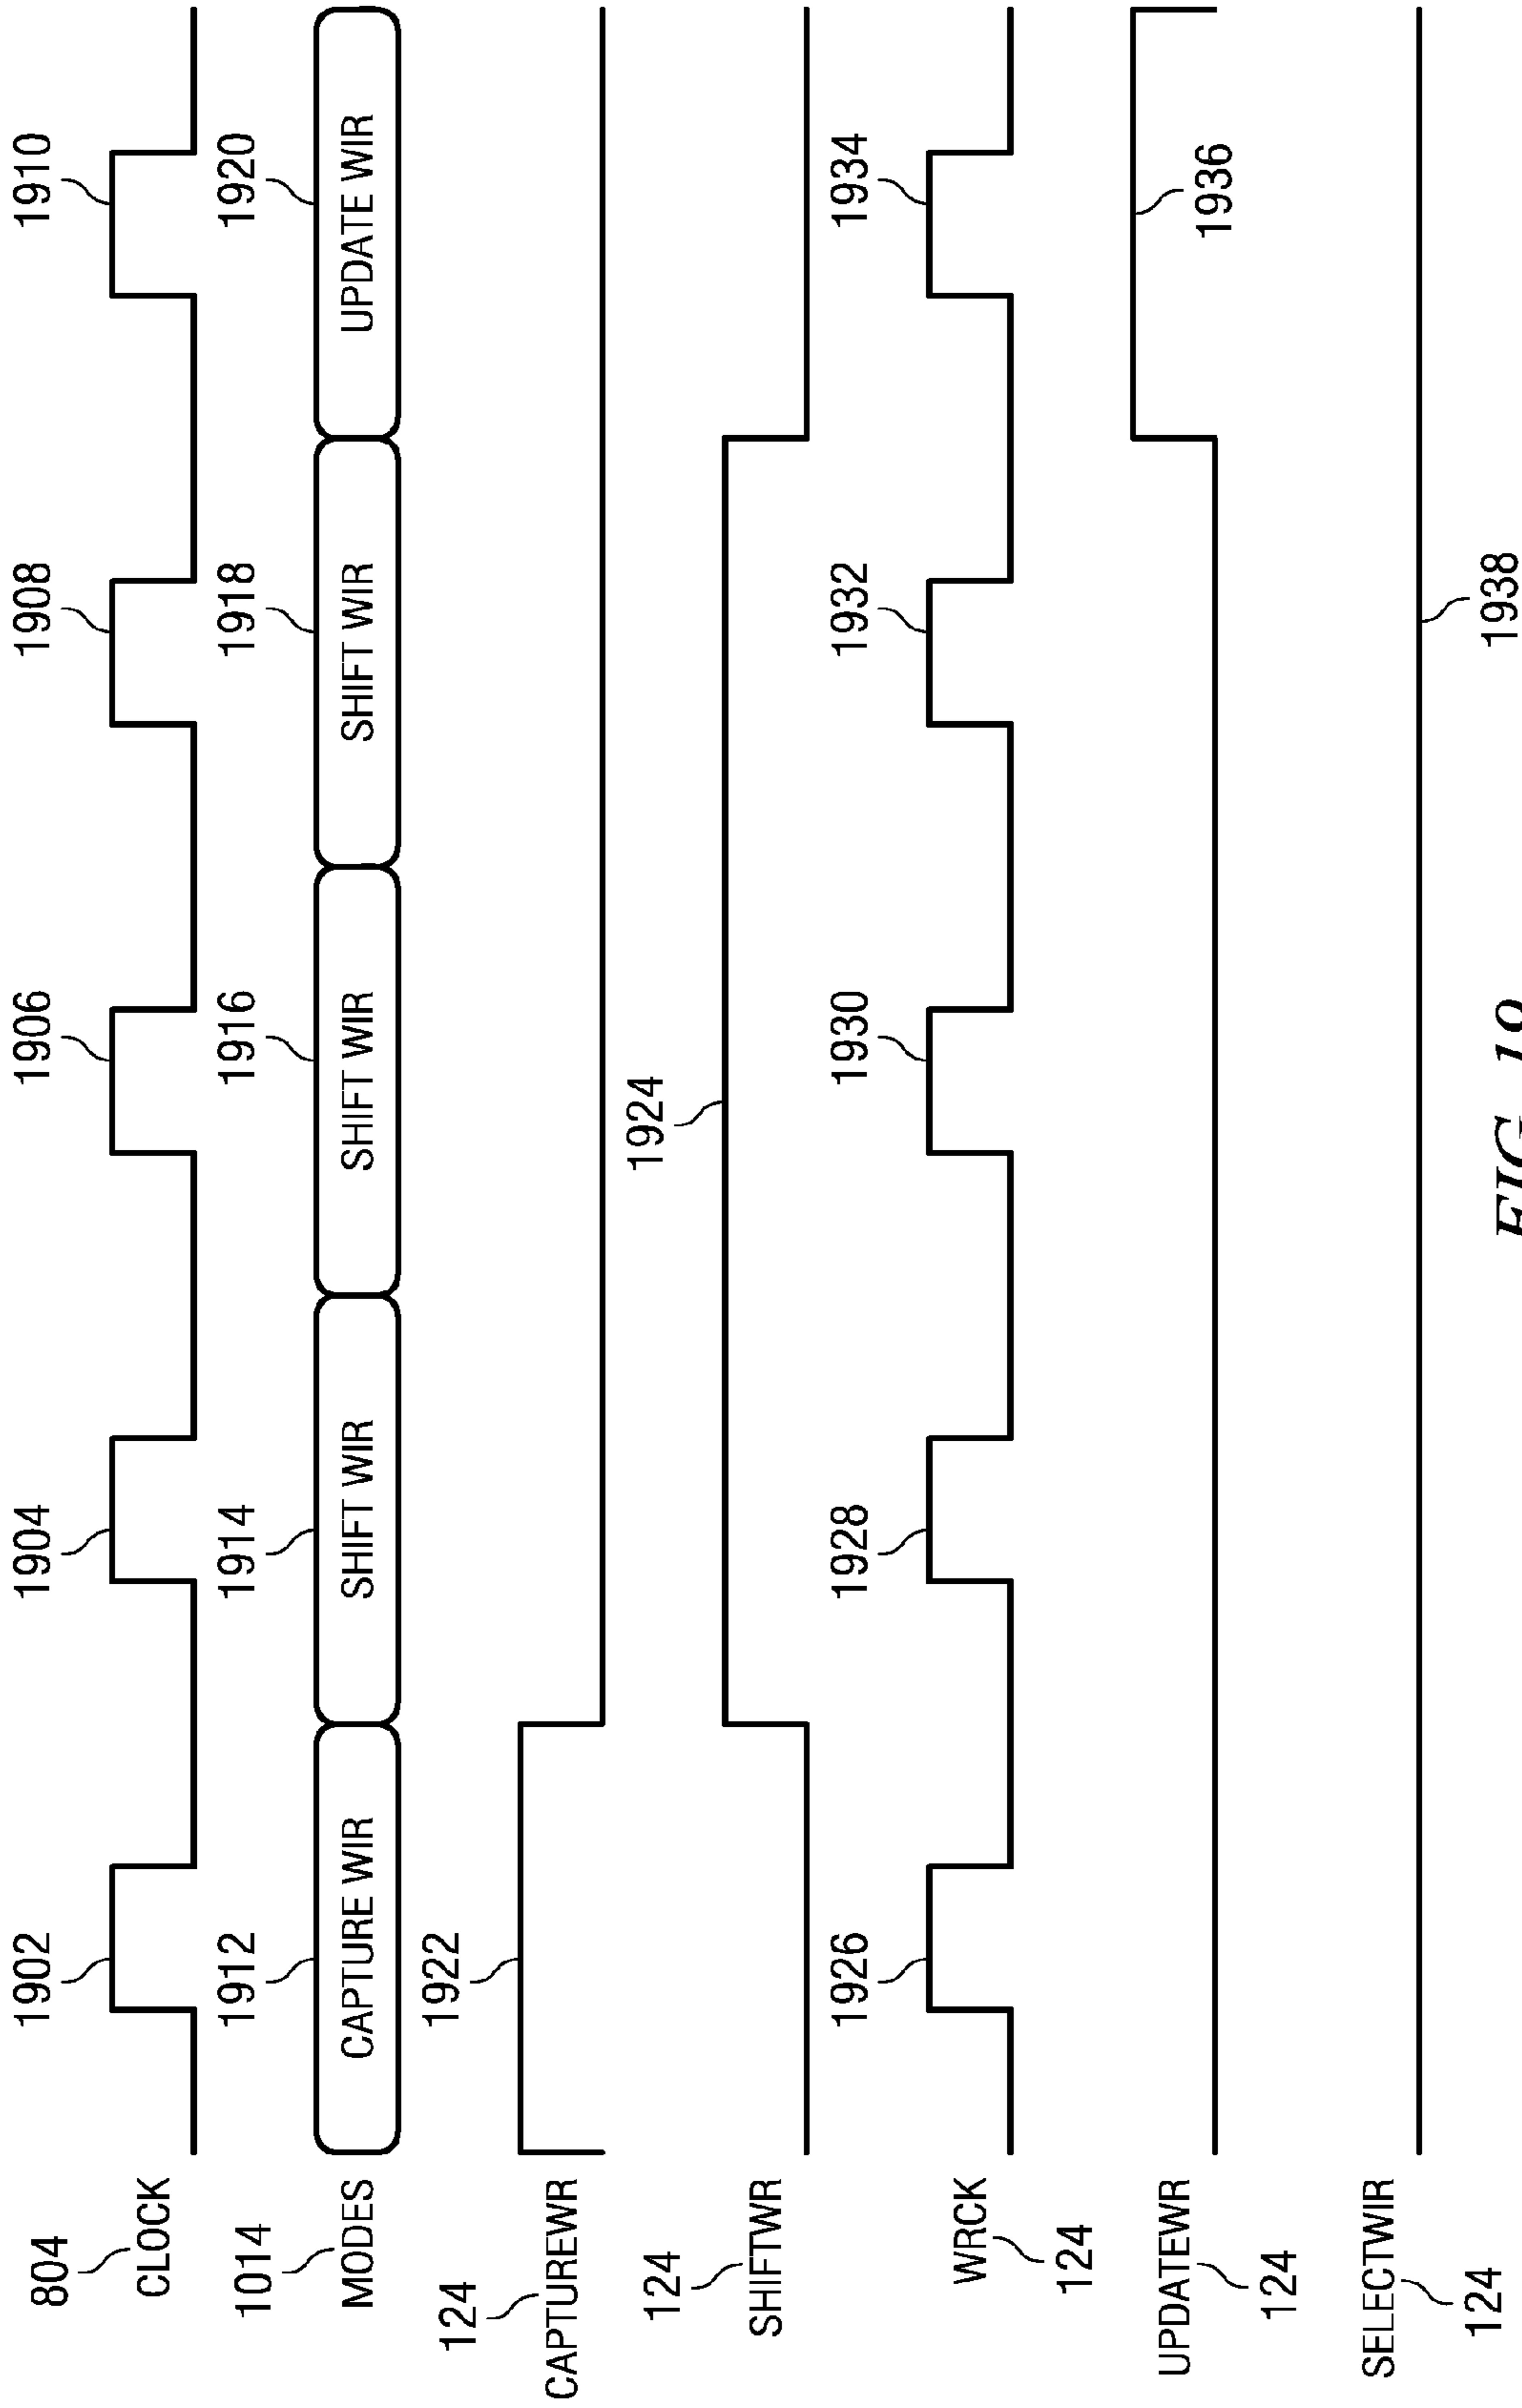 1902 1904 1906 1908 1910
804
CLOCK
1912 1914 1916 1918 1920
1014
MODES CAPTURE WIR SHIFT WIR SHIFT WIR SHIFT WIR UPDATE WIR
1922
124
CAPTUREWR
1924
124
SHIFTWR
1926 1928 1930 1932 1934
WRCK
124
UPDATEWR
1936
124
SELECTWIR
1938
124